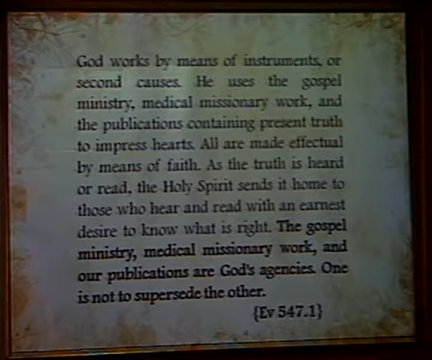 God works by means of instruments, or
second causes. He uses the gospel
ministry, medical missionary work, and
the publications containing present truth
to impress hearts. All are made effectual
by means of faith. As the truth is heard
or read, the Holy Spirit sends it home to
those who hear and read with an earnest
desire to know what is right. The gospel
ministry, medical missionary work, and
our publications are God's agencies. One
is not to supersede the other.
{Ev 547.1}